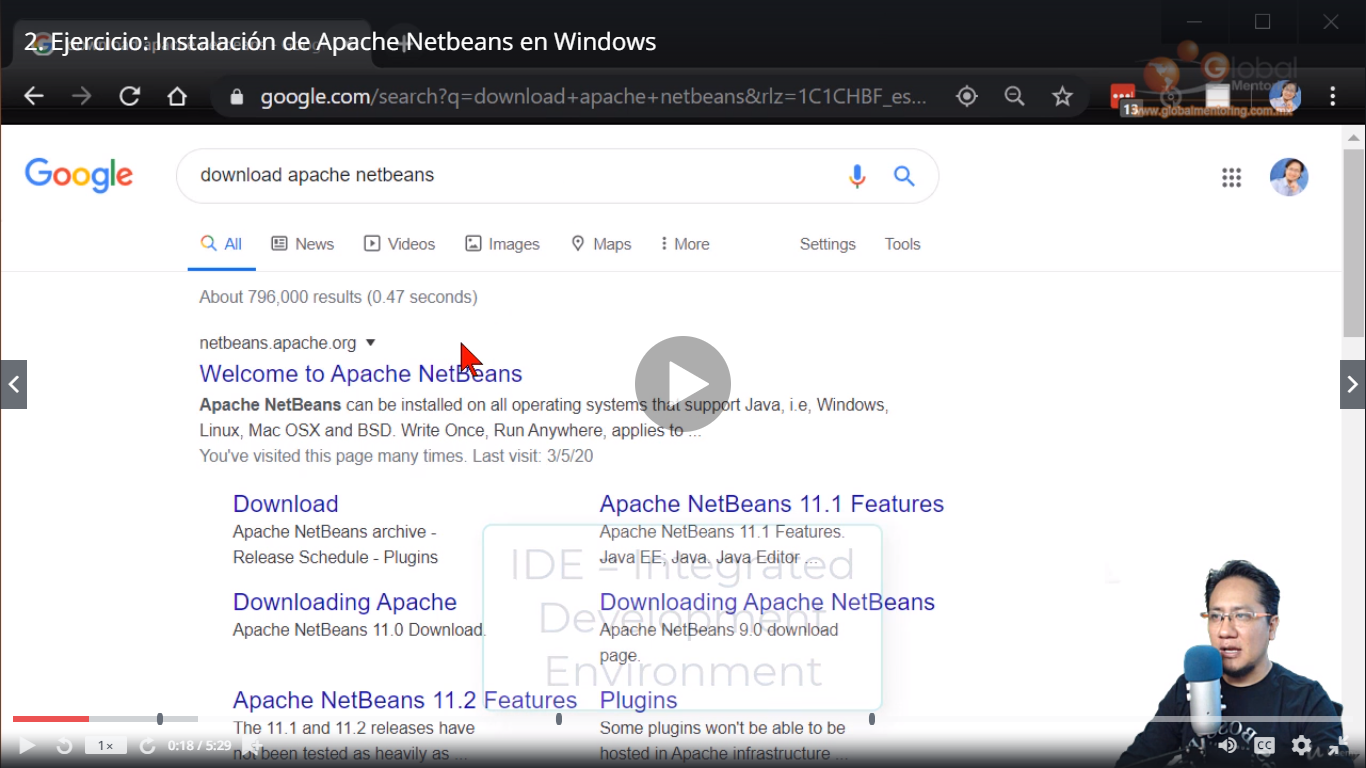 2. Ejercicio: Instalación de Apache Netbeans en Windows
google.com/search?q=download+apache+netbeans&rlz=1C1CHBF_es...
13
Global
Mentoring
www.globalmentoring.com.mx
Google
download apache netbeans
All
News
Videos
Images
Maps
More
Settings
Tools
About 796,000 results (0.47 seconds)
netbeans.apache.org
Welcome to Apache NetBeans
Apache NetBeans can be installed on all operating systems that support Java, i.e, Windows,
Linux, Mac OSX and BSD. Write Once, Run Anywhere, applies to ...
You've visited this page many times. Last visit: 3/5/20
Download
Apache NetBeans archive -
Release Schedule - Plugins
Apache NetBeans 11.1 Features
Apache NetBeans 11.1 Features.
Java EE; Java. Java Editor ...
IDE = Integrated
Development
Environment
Downloading Apache
Apache NetBeans 11.0 Download.
Downloading Apache NetBeans
Apache NetBeans 9.0 download
page.
Apache NetBeans 11.2 Features
The 11.1 and 11.2 releases have
not been tested as heavily as ...
Plugins
Some plugins won't be able to be
hosted in Apache infrastructure ...
1x
0:18 / 5:29
CC